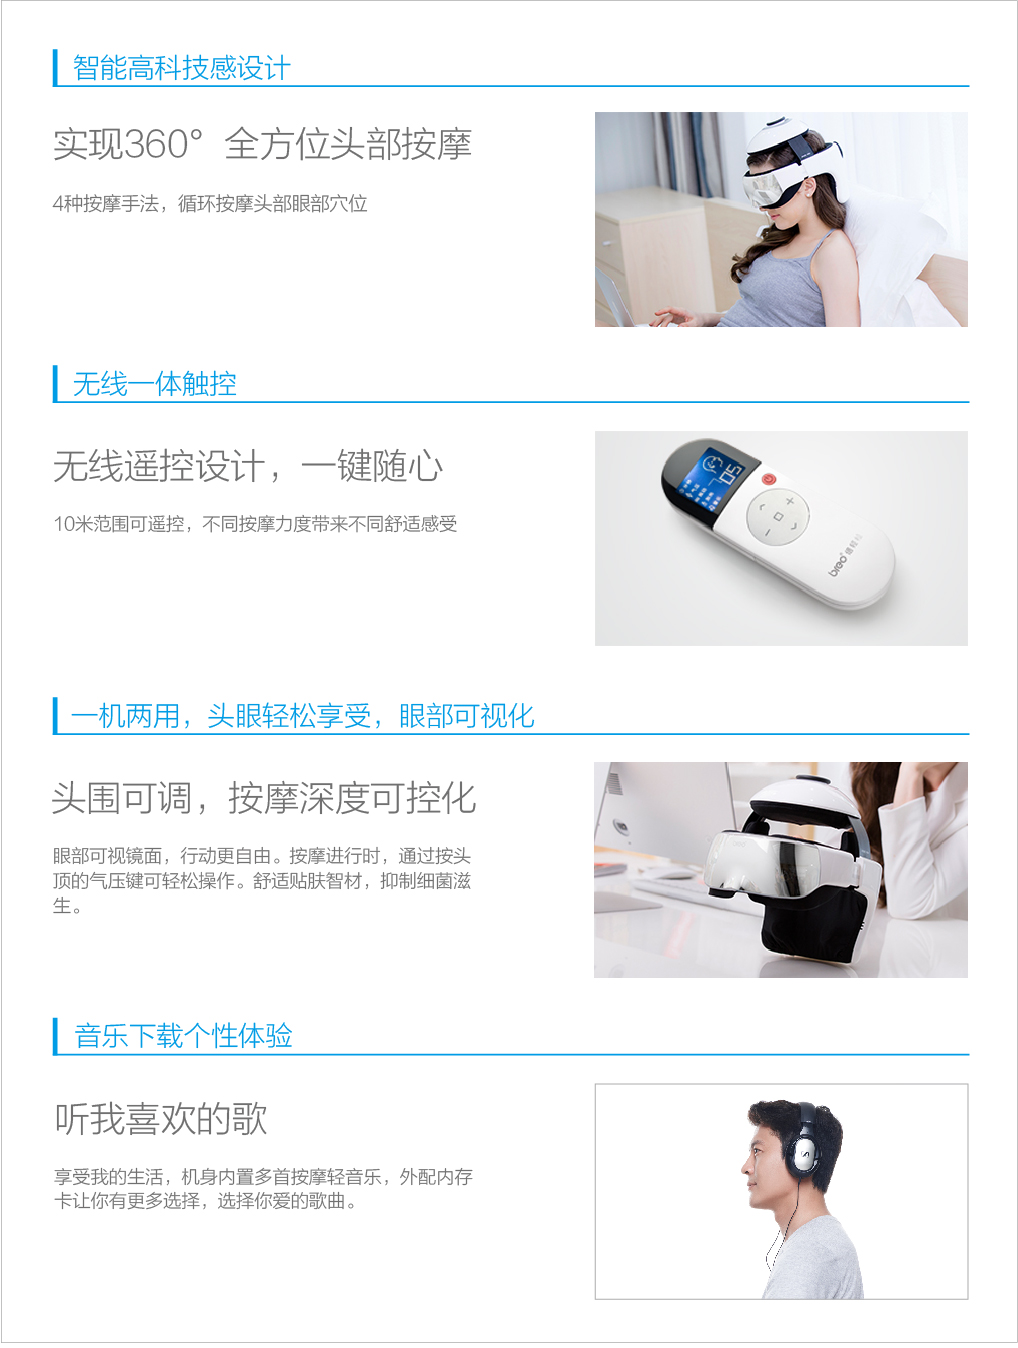 智能高科技感设计
实现360°全方位头部按摩
4种按摩手法，循环按摩头部眼部穴位
无线一体触控
无线遥控设计，一键随心
10米范围可遥控，不同按摩力度带来不同舒适感受
05
breo 倍轻松
一机两用，头眼轻松享受，眼部可视化
头围可调，按摩深度可控化
眼部可视镜面，行动更自由。按摩进行时，通过按头
顶的气压键可轻松操作。舒适贴肤智材，抑制细菌滋
生。
音乐下载个性体验
听我喜欢的歌
享受我的生活，机身内置多首按摩轻音乐，外配内存
卡让你有更多选择，选择你爱的歌曲。